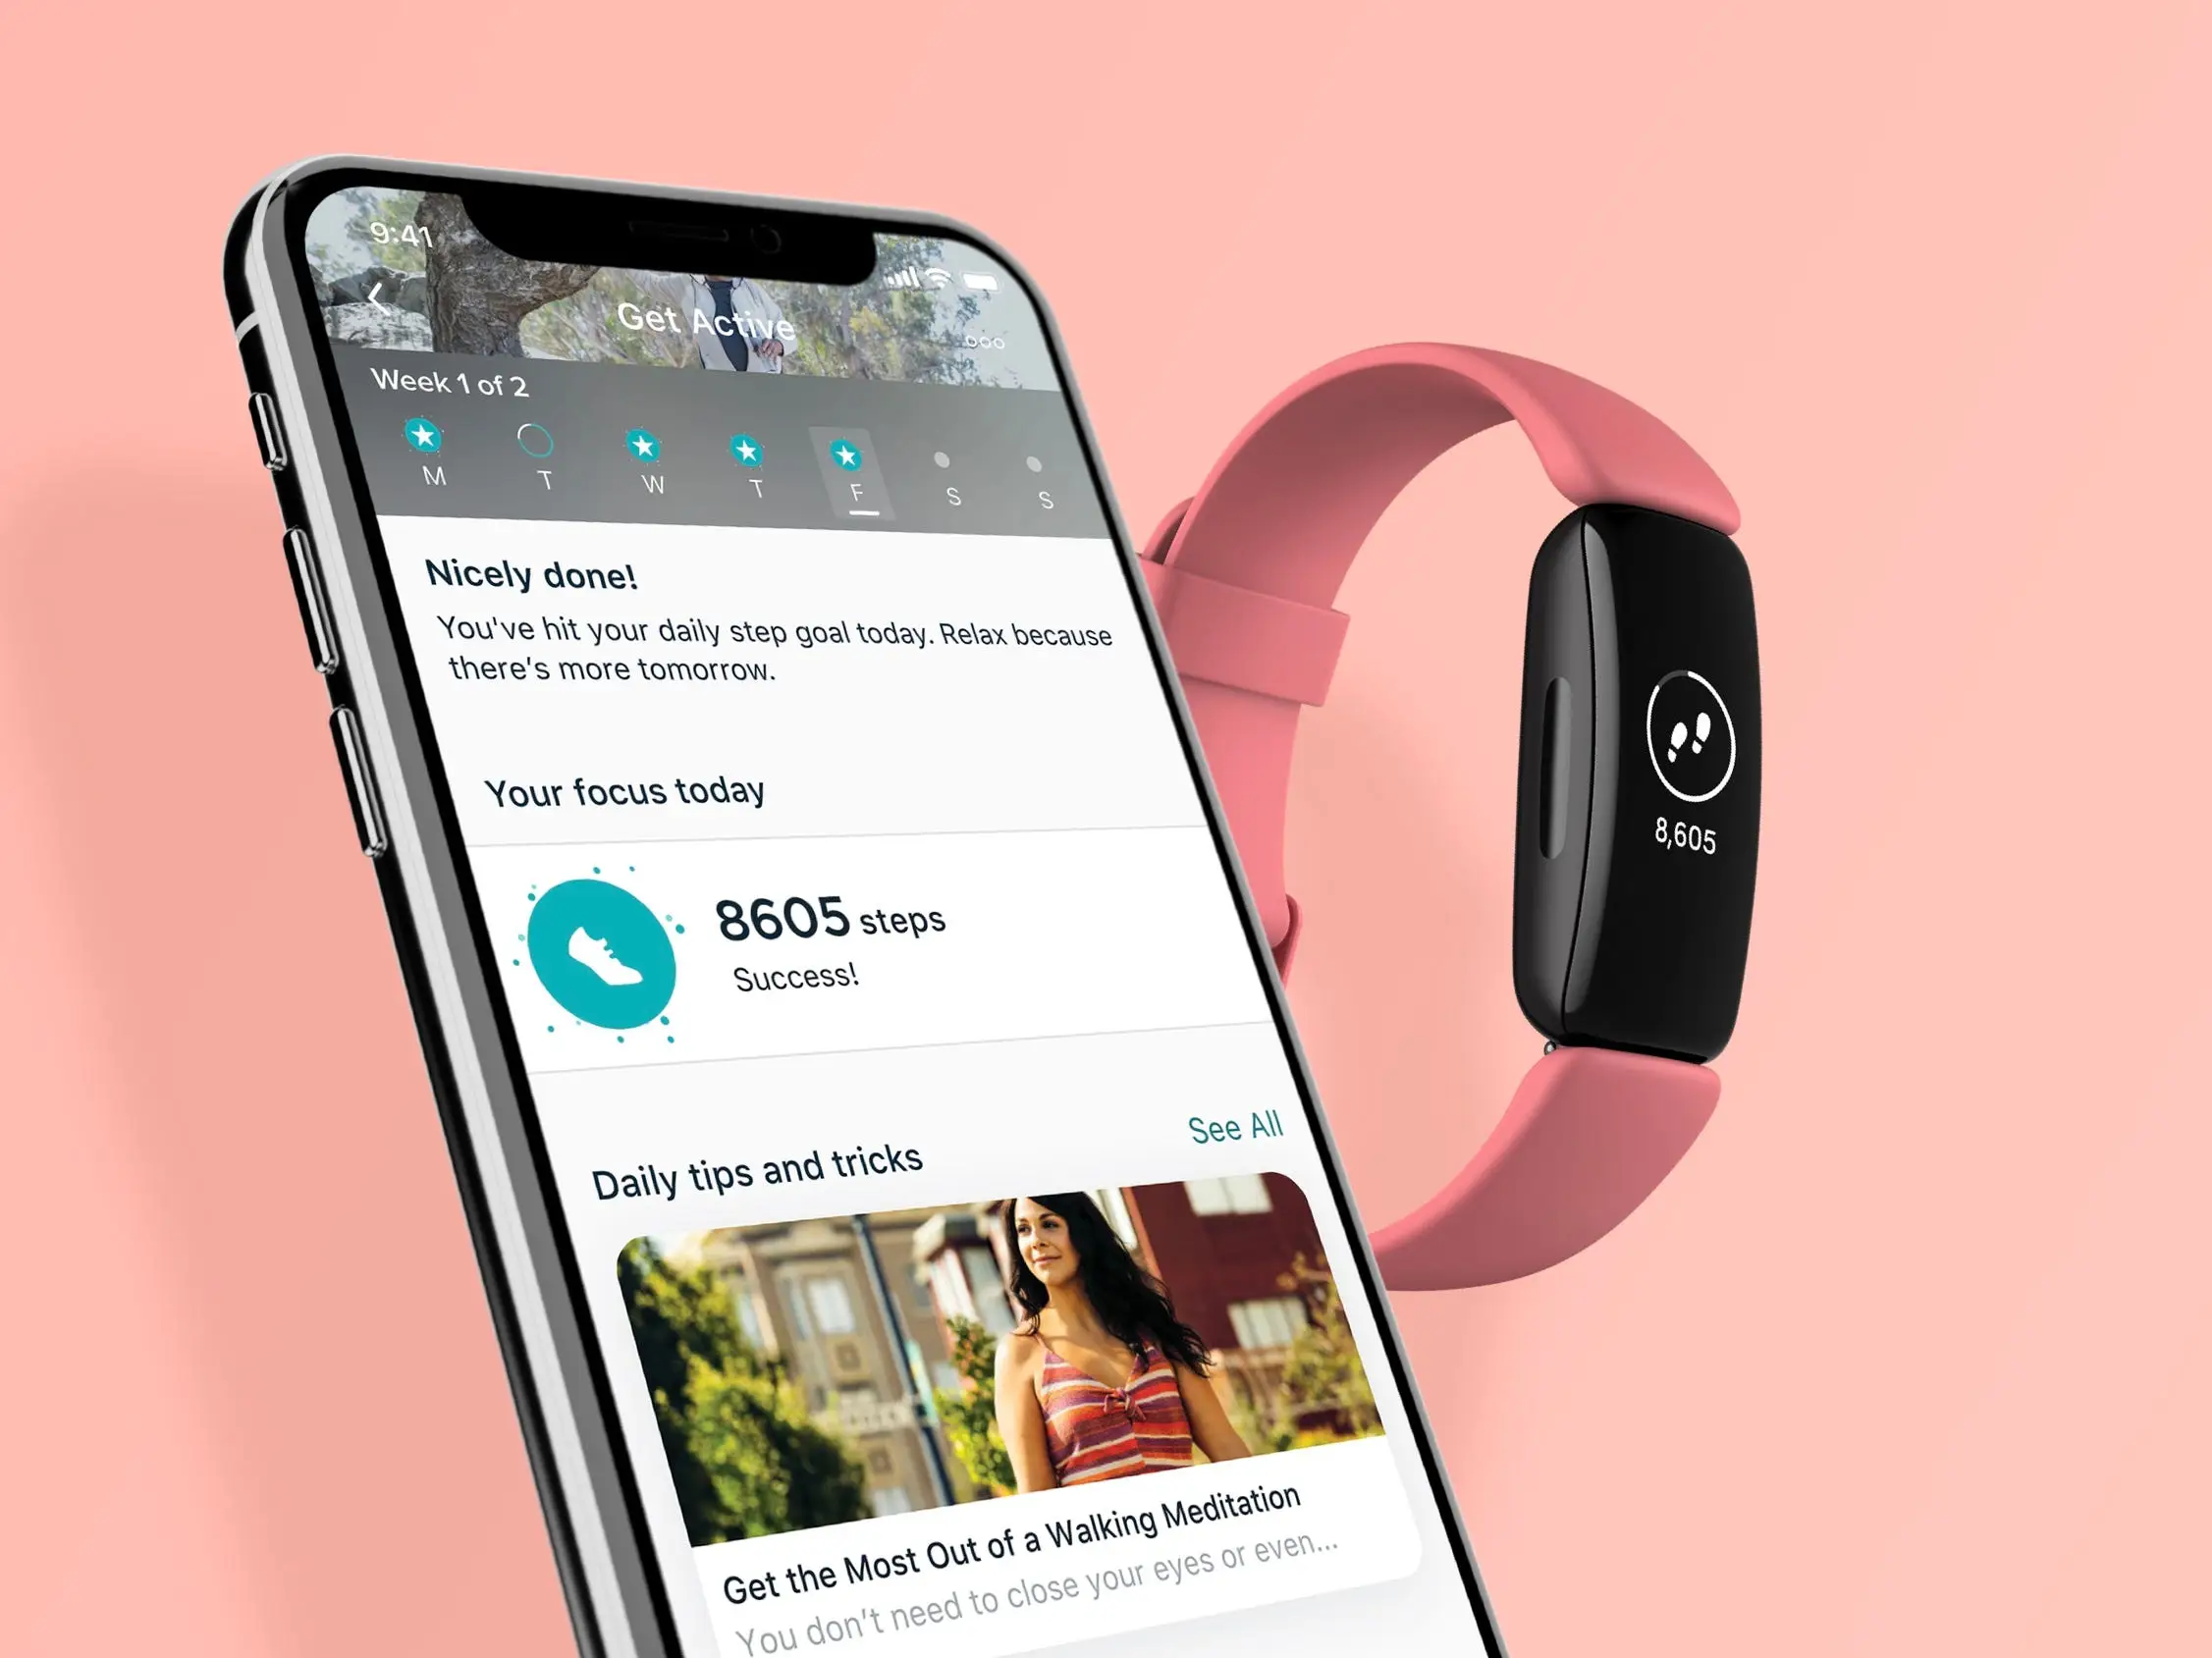 9:41
Get Active
ooo
Week 1 of 2
M T W T F S S
Nicely done!
You've hit your daily step goal today. Relax because
there's more tomorrow.
Your focus today
8605 steps
Success!
Daily tips and tricks
See All
Get the Most Out of a Walking Meditation
You don't need to close your eyes or even...
8,605